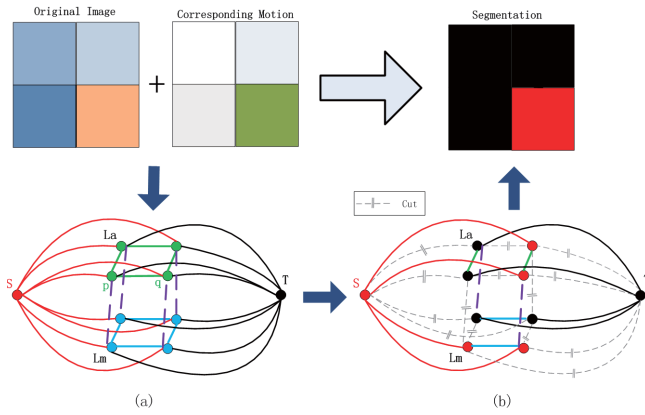 Original Image
Corresponding Motion
Segmentation
+
Cut
La
S
p
q
T
Lm
La
S
Lm
(a)
(b)